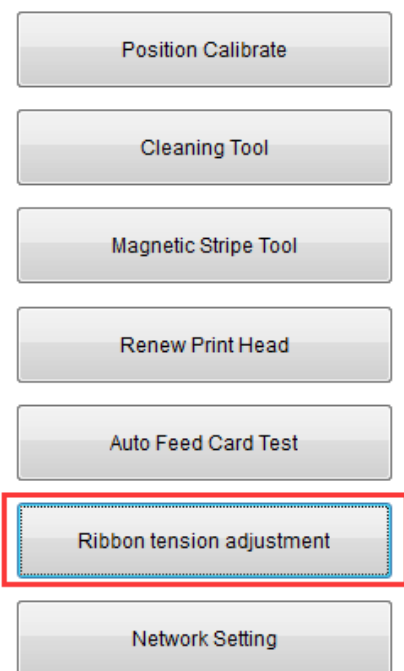 Position Calibrate
Cleaning Tool
Magnetic Stripe Tool
Renew Print Head
Auto Feed Card Test
Ribbon tension adjustment
Network Setting